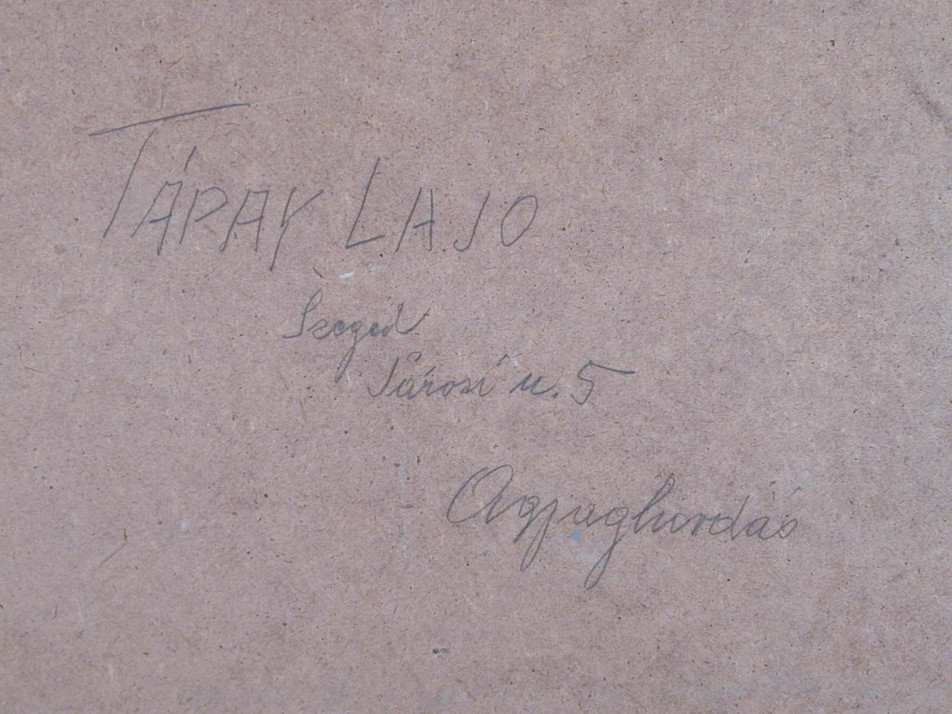 TÁPAY LAJO
Szeged
Sárosi u. 5
Agyaghordás